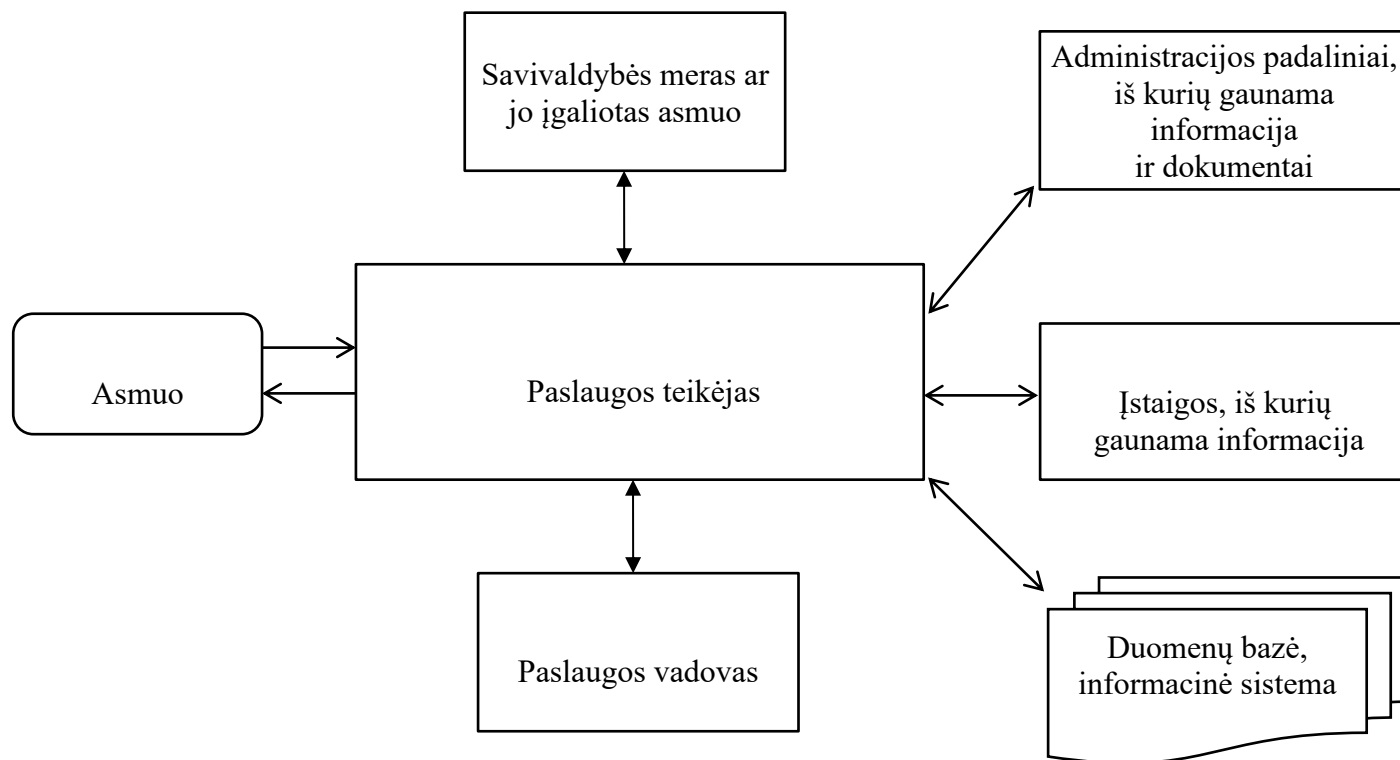 Savivaldybės meras ar
jo įgaliotas asmuo
Administracijos padaliniai,
iš kurių gaunama
informacija
ir dokumentai
Asmuo
Paslaugos teikėjas
Įstaigos, iš kurių
gaunama informacija
Paslaugos vadovas
Duomenų bazė,
informacinė sistema